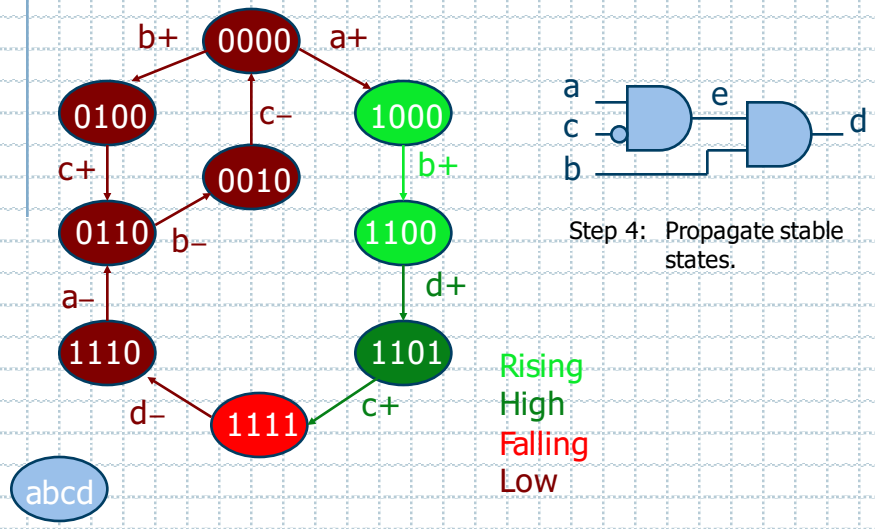 b+
0000
a+
0100
c–
1000
c+
0010
b+
0110
b–
1100
a–
d+
1110
1101
d–
1111
c+
abcd
a
e
c
d
b
Step 4: Propagate stable
states.
Rising
High
Falling
Low